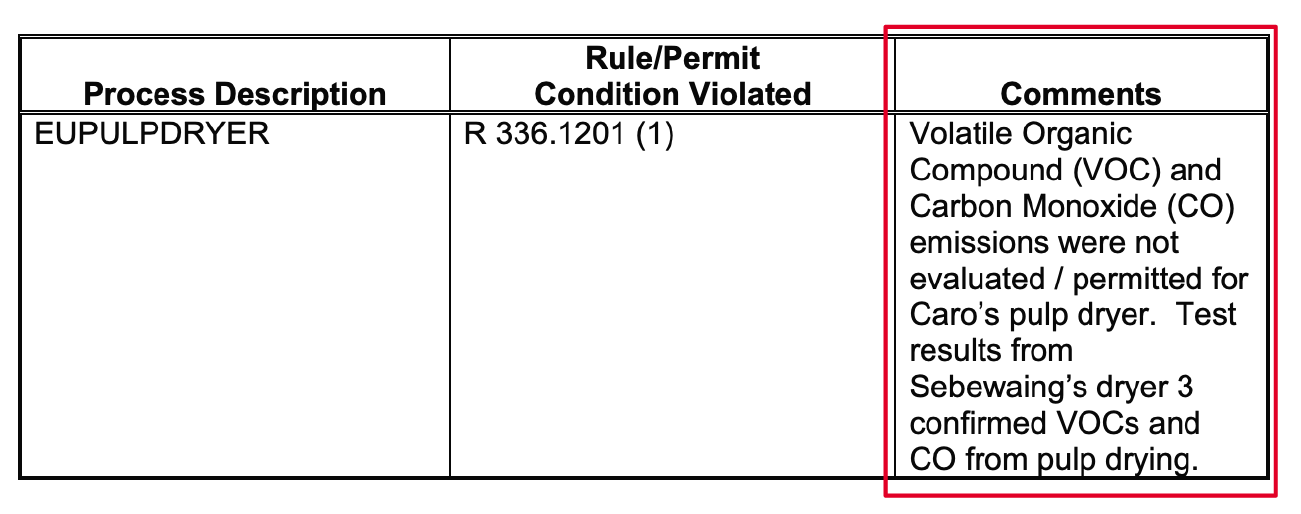 Process Description
Rule/Permit
Condition Violated
Comments
EUPULPDRYER
R 336.1201 (1)
Volatile Organic
Compound (VOC) and
Carbon Monoxide (CO)
emissions were not
evaluated / permitted for
Caro’s pulp dryer.  Test
results from
Sebewaing’s dryer 3
confirmed VOCs and
CO from pulp drying.